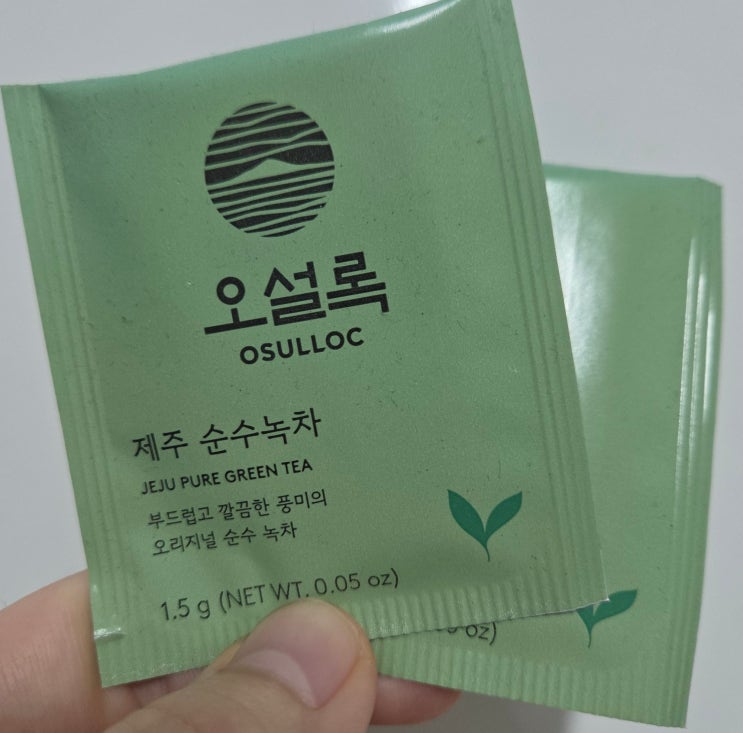 오설록
OSULLOC
제주 순수녹차
JEJU PURE GREEN TEA
부드럽고 깔끔한 풍미의
오리지널 순수 녹차
1.5 g (NET WT. 0.05 oz)
oz)